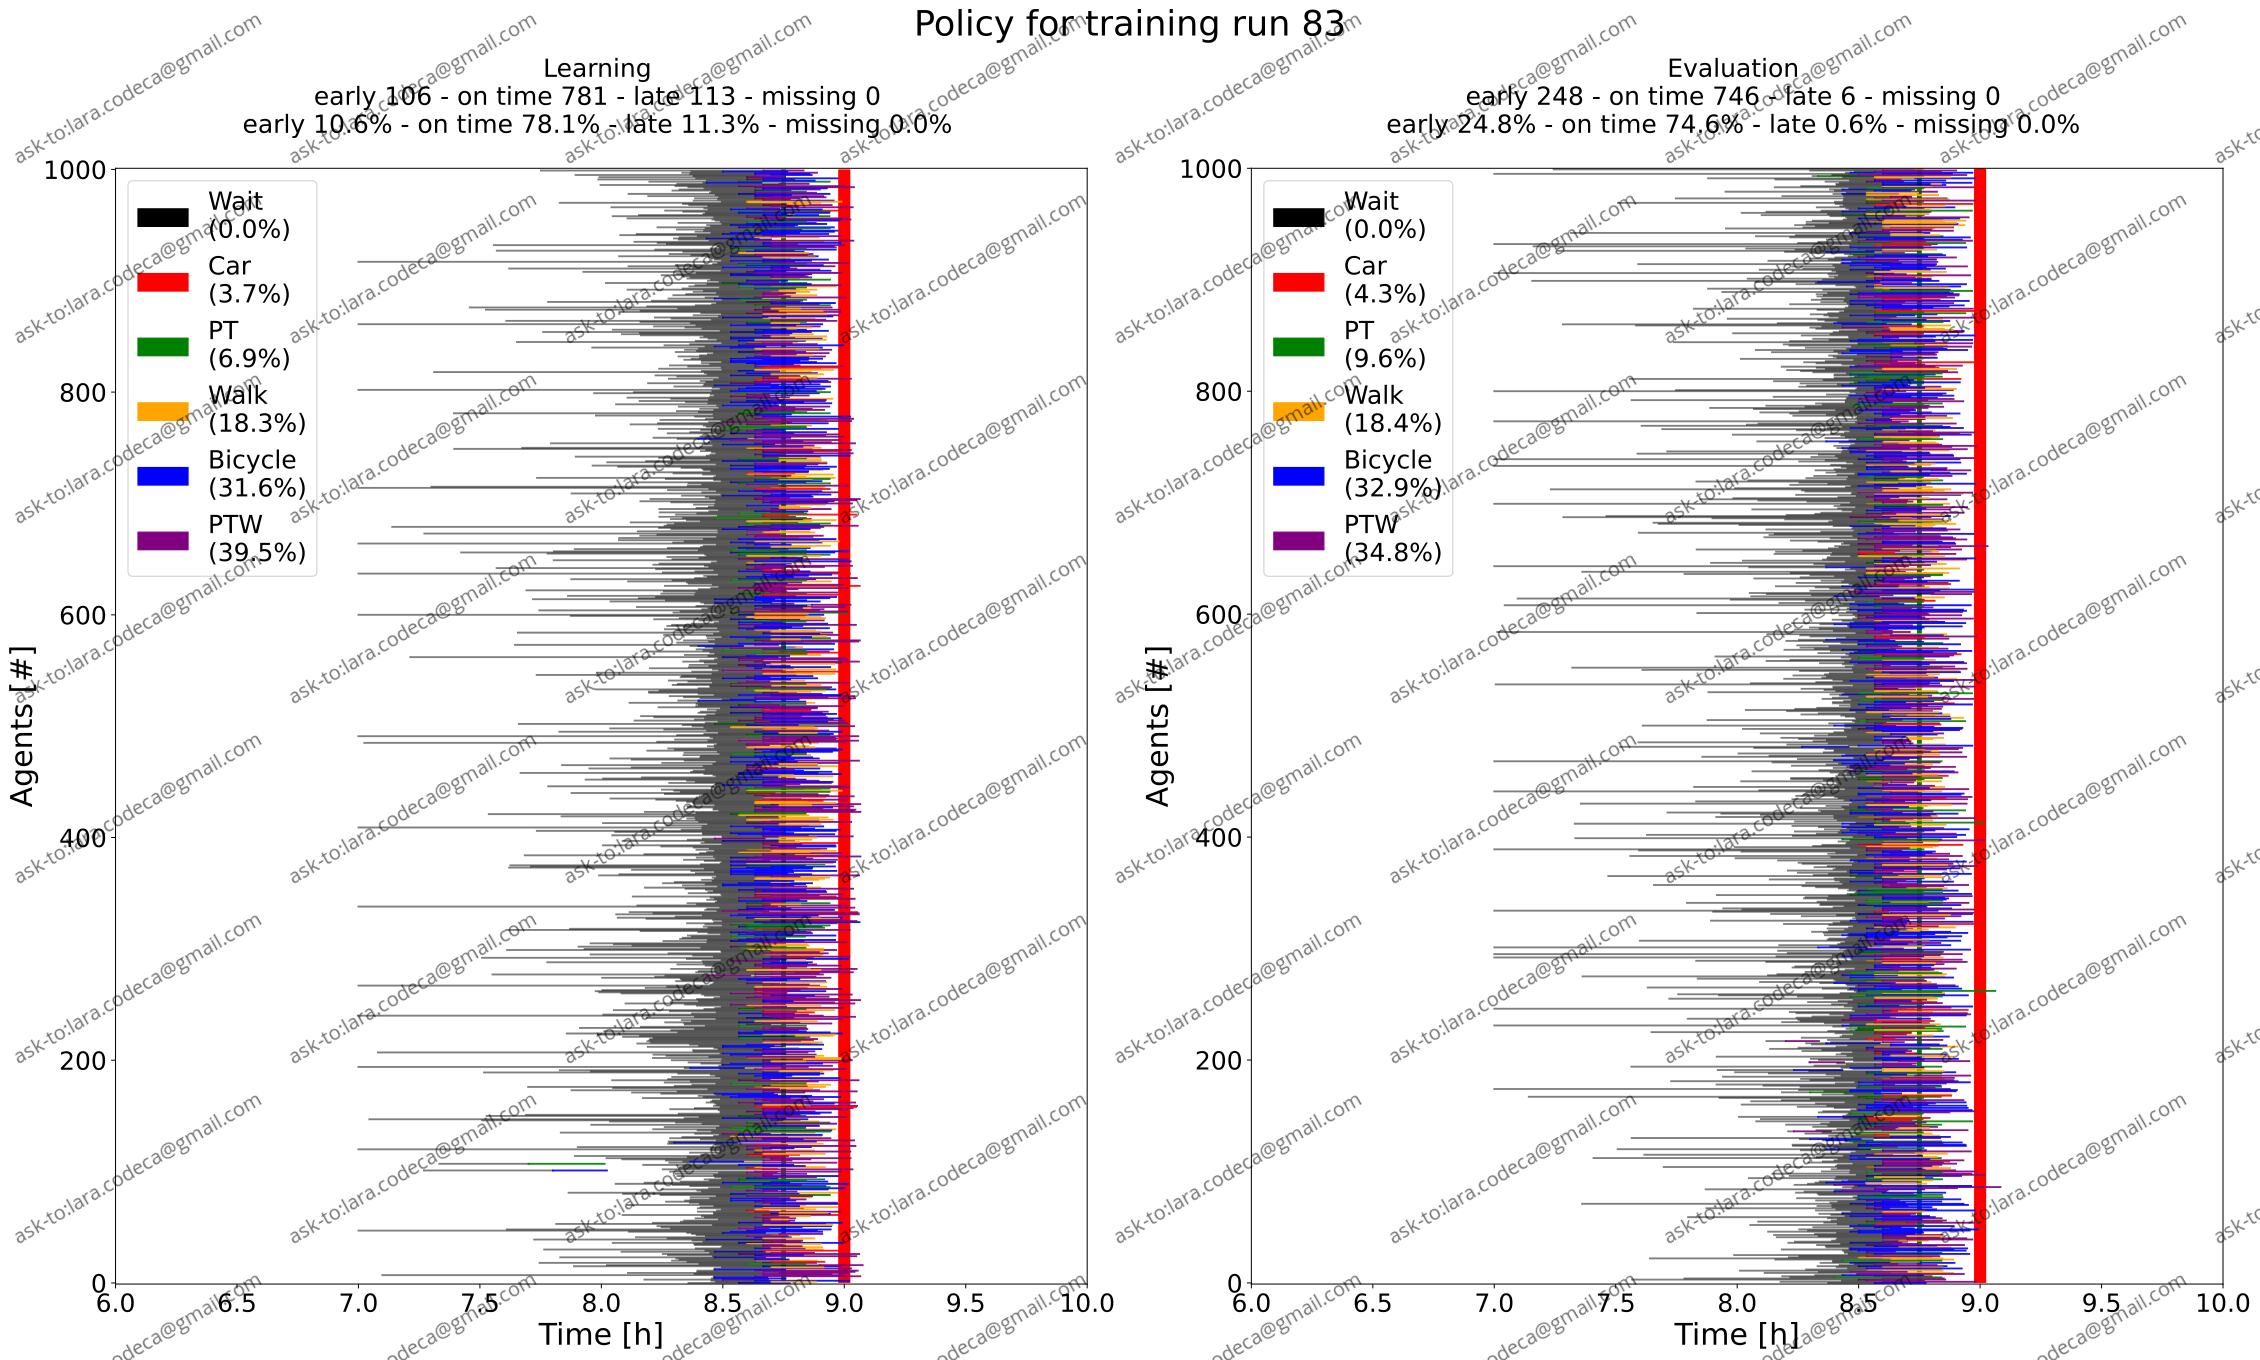 Policy for training run 83
Learning
early 106 - on time 781 - late 113 - missing 0
early 10.6% - on time 78.1% - late 11.3% - missing 0.0%
1000
800
600
400
200
0
Agents [#]
Wait
(0.0%)
Car
(3.7%)
PT
(6.9%)
Walk
(18.3%)
Bicycle
(31.6%)
PTW
(39.5%)
6.0 6.5 7.0 7.5 8.0 8.5 9.0 9.5 10.0
Time [h]
Evaluation
early 248 - on time 746 - late 6 - missing 0
early 24.8% - on time 74.6% - late 0.6% - missing 0.0%
1000
800
600
400
200
0
Agents [#]
Wait
(0.0%)
Car
(4.3%)
PT
(9.6%)
Walk
(18.4%)
Bicycle
(32.9%)
PTW
(34.8%)
6.0 6.5 7.0 7.5 8.0 8.5 9.0 9.5 10.0
Time [h]
ask-to:lara.codeca@gmail.com